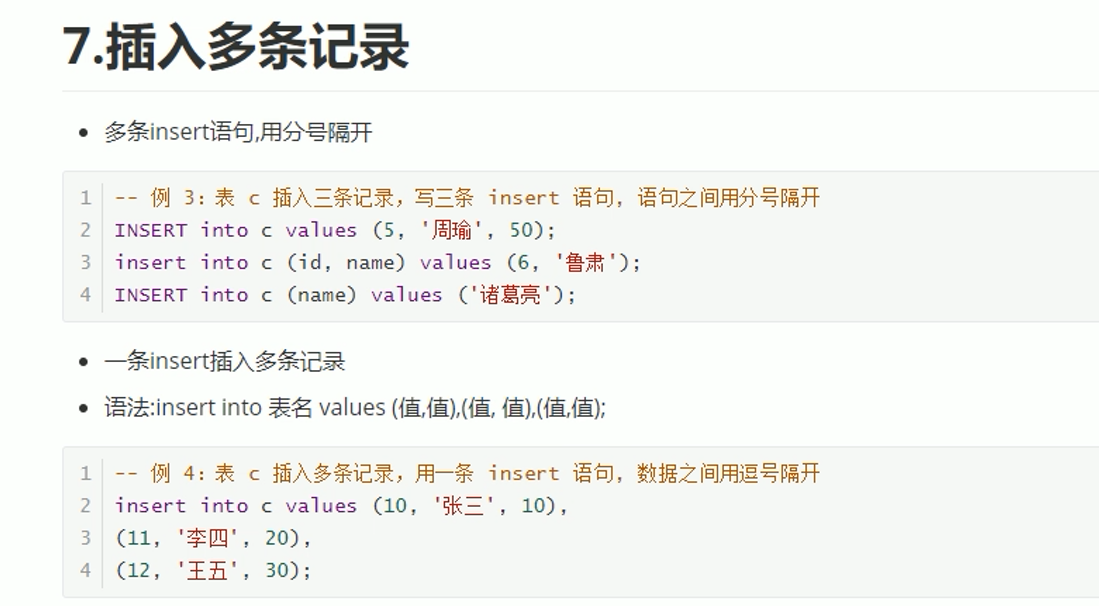 7.插入多条记录
多条insert语句,用分号隔开
1 -- 例 3：表 c 插入三条记录，写三条 insert 语句，语句之间用分号隔开
2 INSERT into c values (5, '周瑜', 50);
3 insert into c (id, name) values (6, '鲁肃');
4 INSERT into c (name) values ('诸葛亮');
一条insert插入多条记录
语法:insert into 表名 values (值,值),(值, 值),(值,值);
1 -- 例 4：表 c 插入多条记录，用一条 insert 语句，数据之间用逗号隔开
2 insert into c values (10, '张三', 10),
3 (11, '李四', 20),
4 (12, '王五', 30);